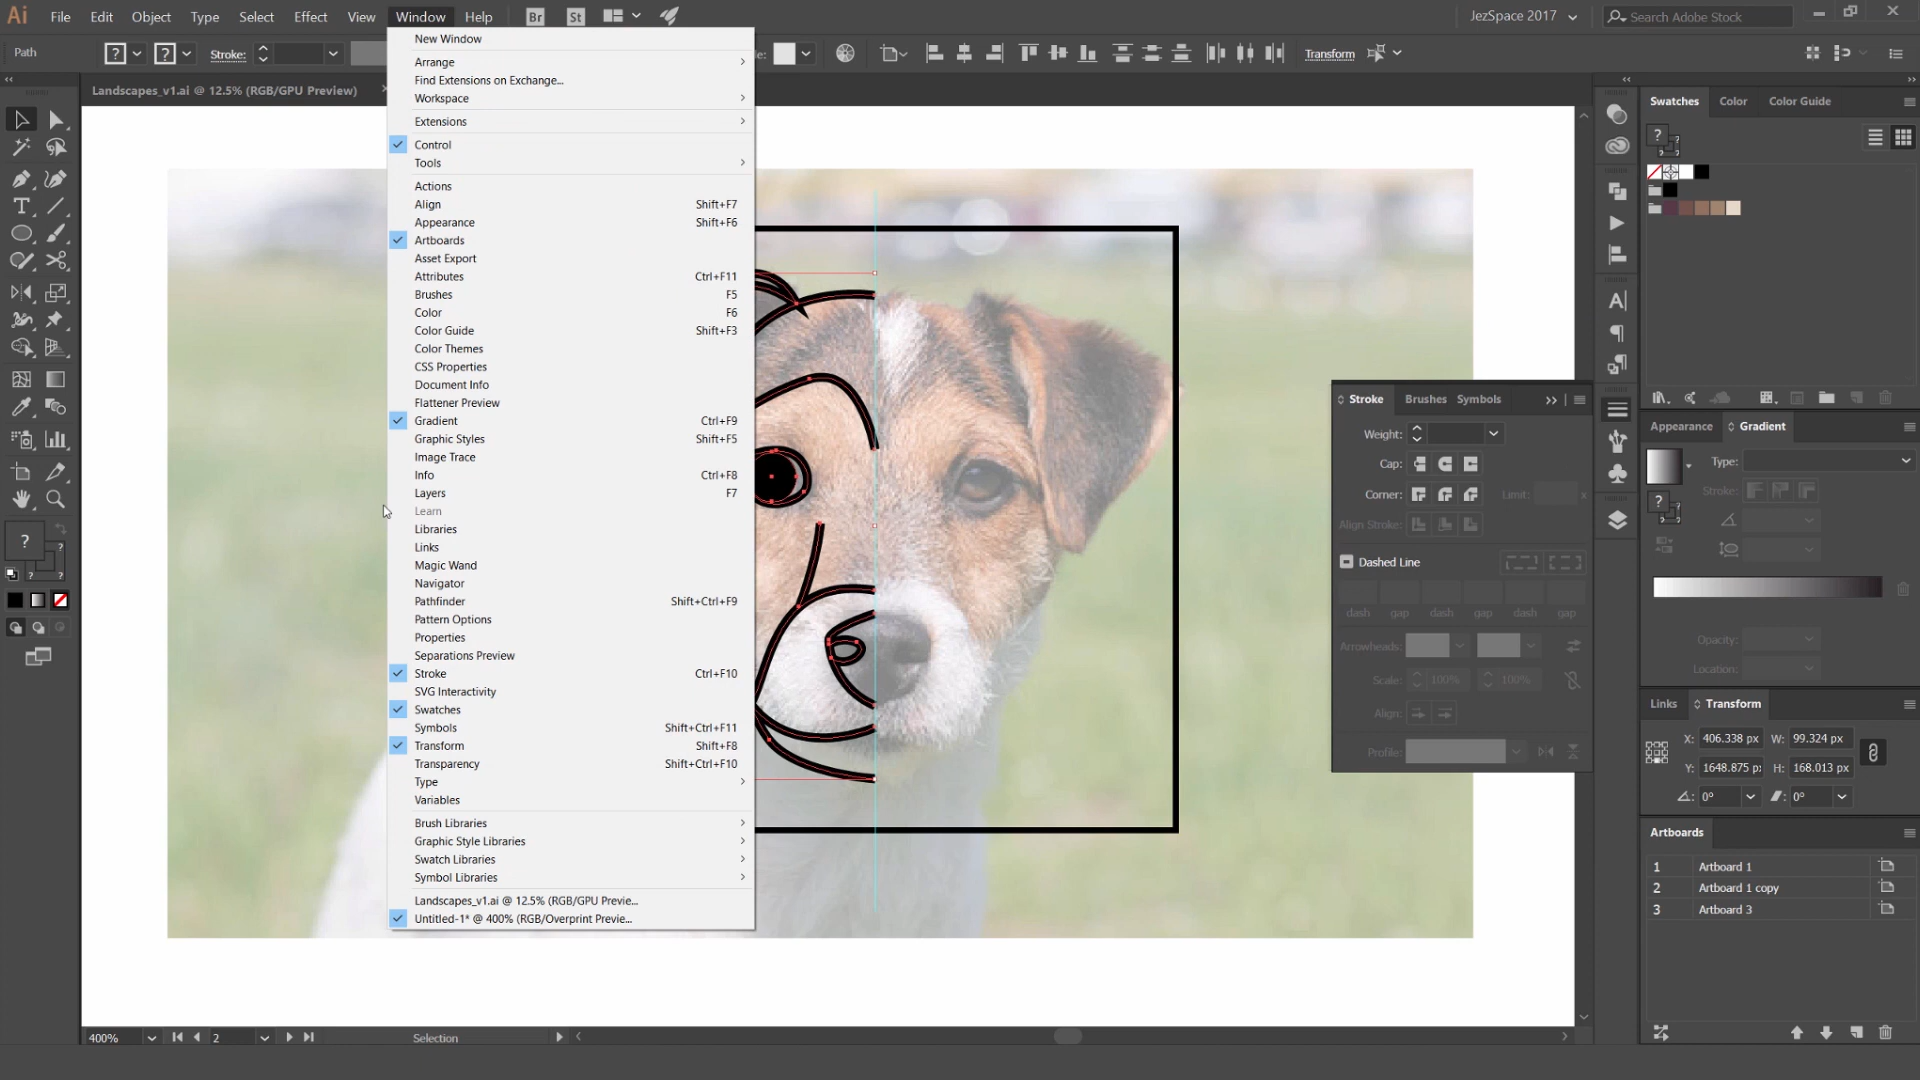 Ai File Edit Object Type Select Effect View Window Help Br St JezSpace 2017 Search Adobe Stock
Path ? ? Stroke: Transform
Landscapes_v1.ai @ 12.5% (RGB/GPU Preview)
New Window
Arrange
Find Extensions on Exchange...
Workspace
Extensions
Control
Tools
Actions
Align Shift+F7
Appearance Shift+F6
Artboards
Asset Export
Attributes Ctrl+F11
Brushes F5
Color F6
Color Guide Shift+F3
Color Themes
CSS Properties
Document Info
Flattener Preview
Gradient Ctrl+F9
Graphic Styles Shift+F5
Image Trace
Info Ctrl+F8
Layers F7
Learn
Libraries
Links
Magic Wand
Navigator
Pathfinder Shift+Ctrl+F9
Pattern Options
Properties
Separations Preview
Stroke Ctrl+F10
SVG Interactivity
Swatches
Symbols Shift+Ctrl+F11
Transform Shift+F8
Transparency Shift+Ctrl+F10
Type
Variables
Brush Libraries
Graphic Style Libraries
Swatch Libraries
Symbol Libraries
Landscapes_v1.ai @ 12.5% (RGB/GPU Previe...
Untitled-1* @ 400% (RGB/Overprint Previe...
Stroke Brushes Symbols
Weight:
Cap:
Corner: Limit: x
Align Stroke:
Dashed Line
dash gap dash gap dash gap
Arrowheads:
Scale: 100% 100%
Align:
Profile:
Swatches Color Color Guide
?
Appearance Gradient
Type:
Stroke:
?
Opacity:
Location:
Links Transform
X: 406.338 px W: 99.324 px
Y: 1648.875 px H: 168.013 px
0° 0°
Artboards
1 Artboard 1
2 Artboard 1 copy
3 Artboard 3
? ? ?
400% 2 Selection